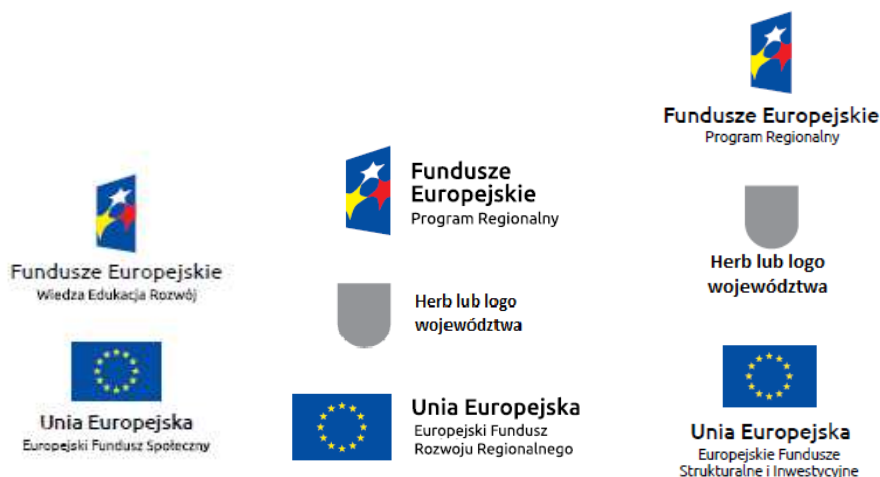 Fundusze Europejskie
Wiedza Edukacja Rozwój
Unia Europejska
Europejski Fundusz Społeczny
Fundusze
Europejskie
Program Regionalny
Herb lub logo
województwa
Unia Europejska
Europejski Fundusz
Rozwoju Regionalnego
Fundusze Europejskie
Program Regionalny
Herb lub logo
województwa
Unia Europejska
Europejskie Fundusze
Strukturalne i Inwestycyjne